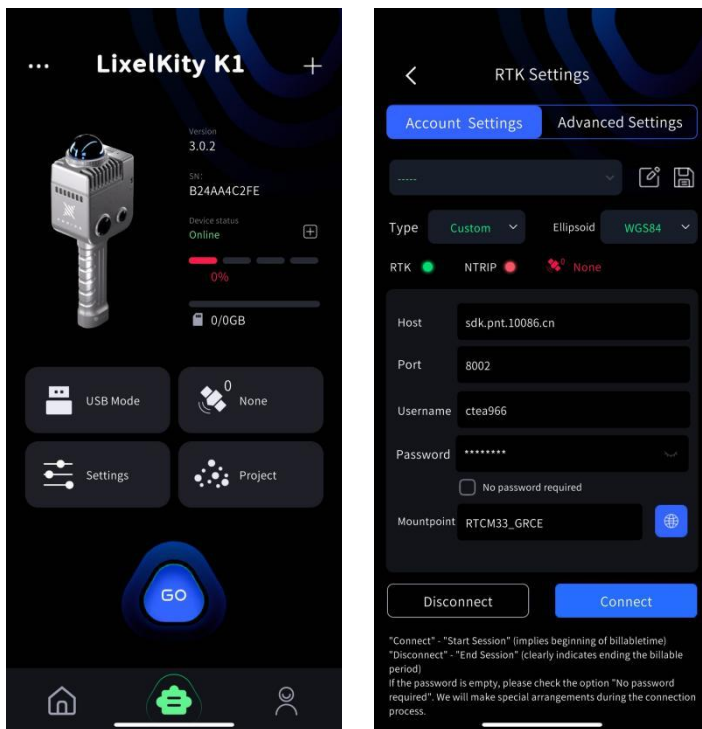 ... LixelKity K1 +
Version
3.0.2
SN:
B24AA4C2FE
Device status
Online
0%
0/0GB
USB Mode
0
None
Settings
Project
GO
RTK Settings
Account Settings
Advanced Settings
-----
Type
Custom
Ellipsoid
WGS84
RTK
NTRIP
0
None
Host
sdk.pnt.10086.cn
Port
8002
Username
ctea966
Password
********
No password required
Mountpoint
RTCM33_GRCE
Disconnect
Connect
"Connect" - "Start Session" (implies beginning of billabletime)
"Disconnect" - "End Session" (clearly indicates ending the billable
period)
If the password is empty, please check the option "No password
required". We will make special arrangements during the connection
process.